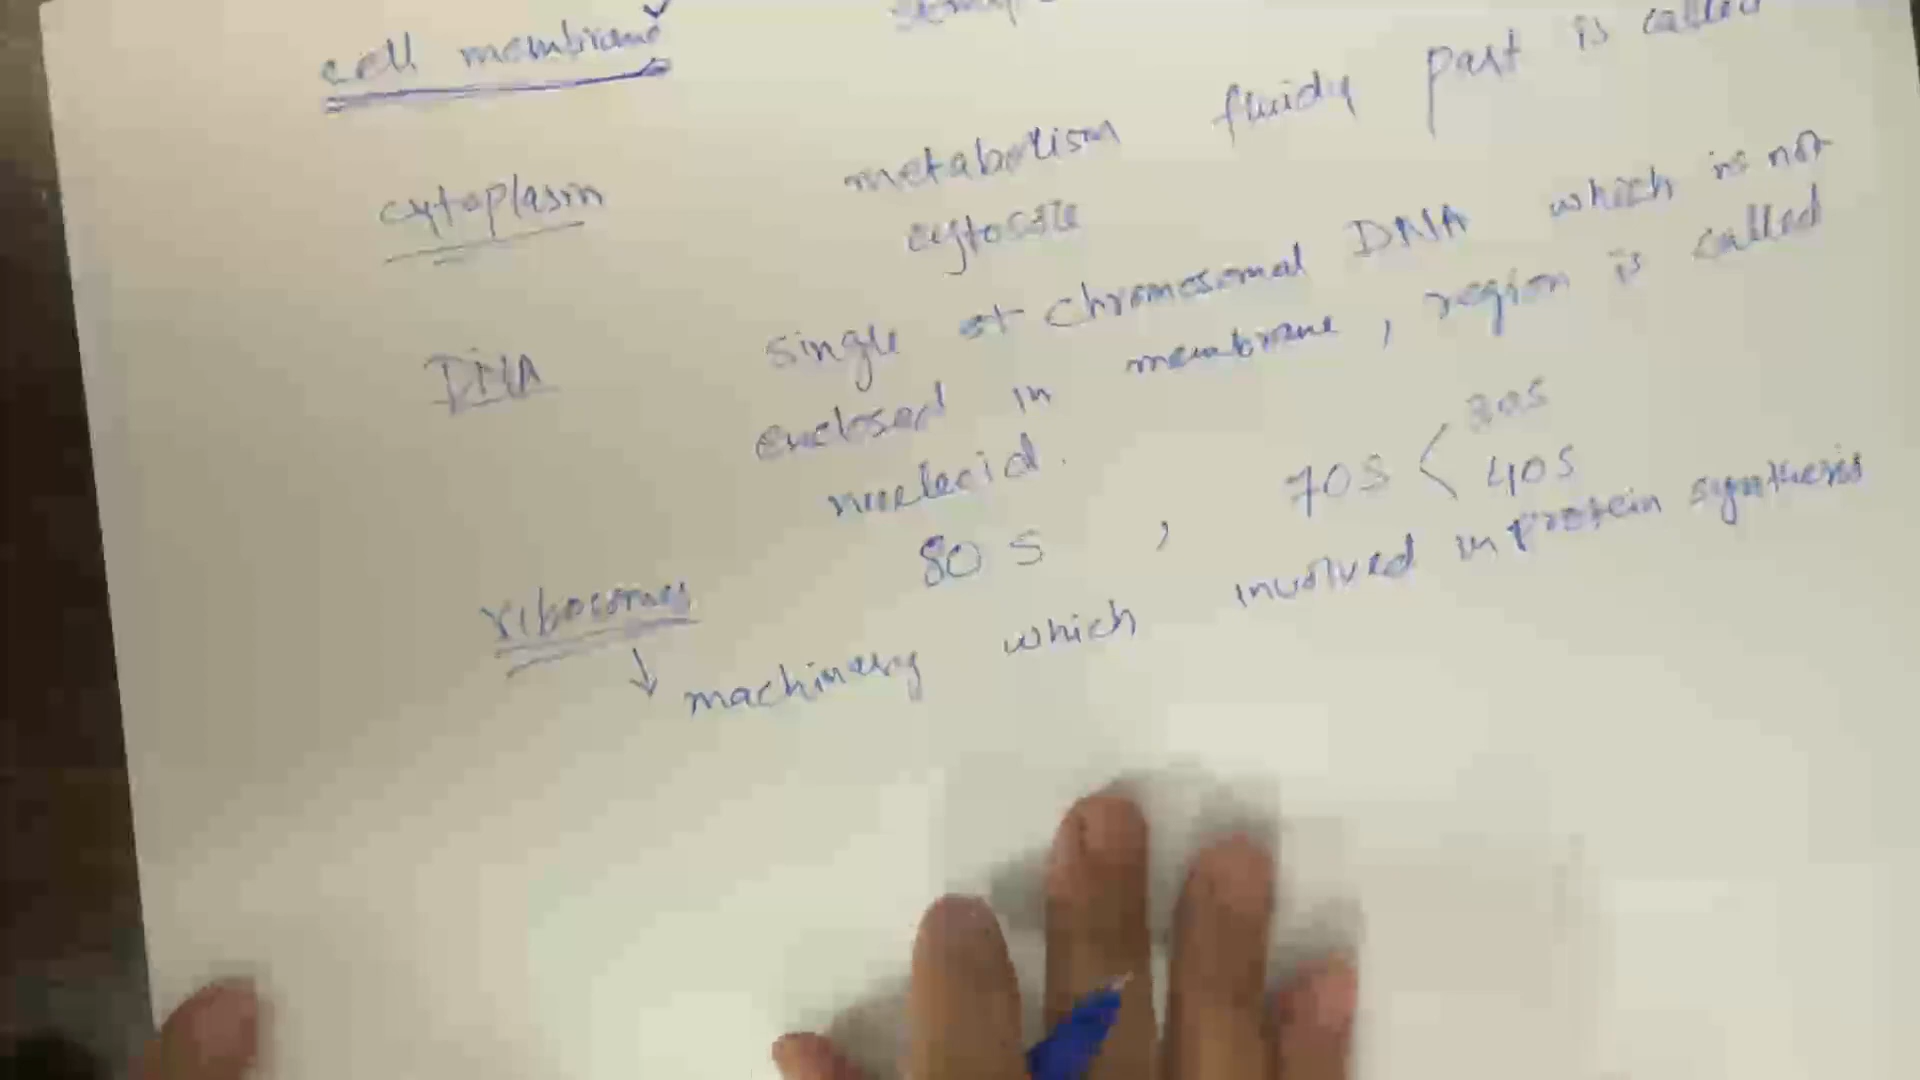 cell membrane
cytoplasm metabolism fluidy part is called
cytosole
DNA single st chromosomal DNA which is not
enclosed in membrane, region is called
nucleoid.
ribosomes 80 S , 70S < 30S
40S
↓ machinery which involved in protein synthesis